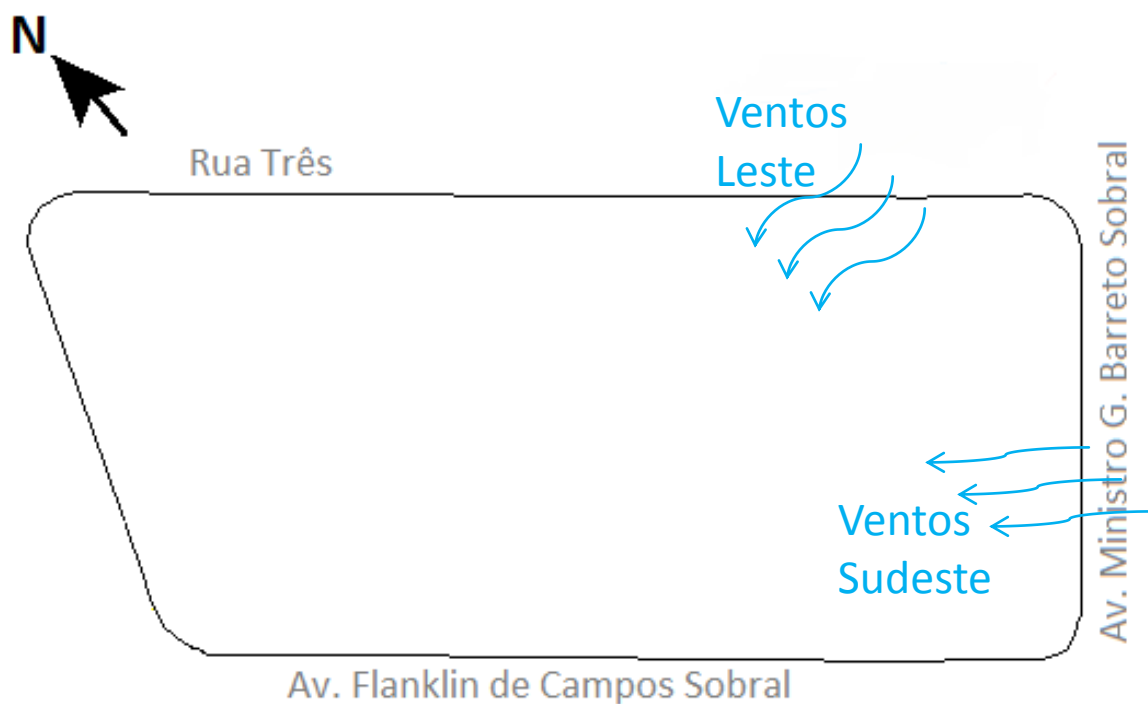 N
Ventos
Leste
Rua Três
Av. Ministro G. Barreto Sobral
Ventos
Sudeste
Av. Flanklin de Campos Sobral